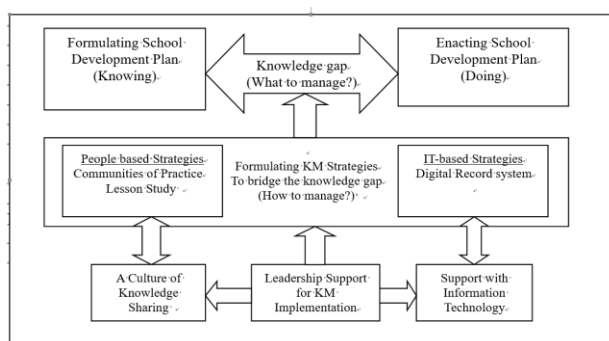 Formulating School
Development Plan
(Knowing)
Knowledge gap
(What to manage?)
Enacting School
Development Plan
(Doing)
People based Strategies
Communities of Practice
Lesson Study
Formulating KM Strategies
To bridge the knowledge gap
(How to manage?)
IT-based Strategies
Digital Record system
A Culture of
Knowledge
Sharing
Leadership Support
for KM
Implementation
Support with
Information
Technology